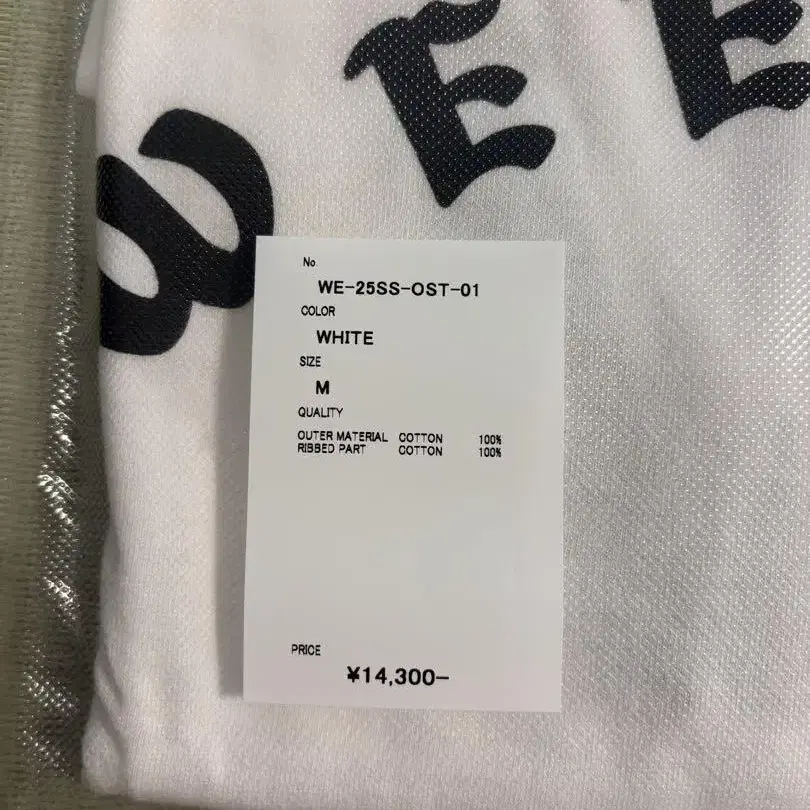 8 E E
No.
WE-25SS-OST-01
COLOR
WHITE
SIZE
M
QUALITY
OUTER MATERIAL COTTON 100%
RIBBED PART COTTON 100%
PRICE
¥14,300-